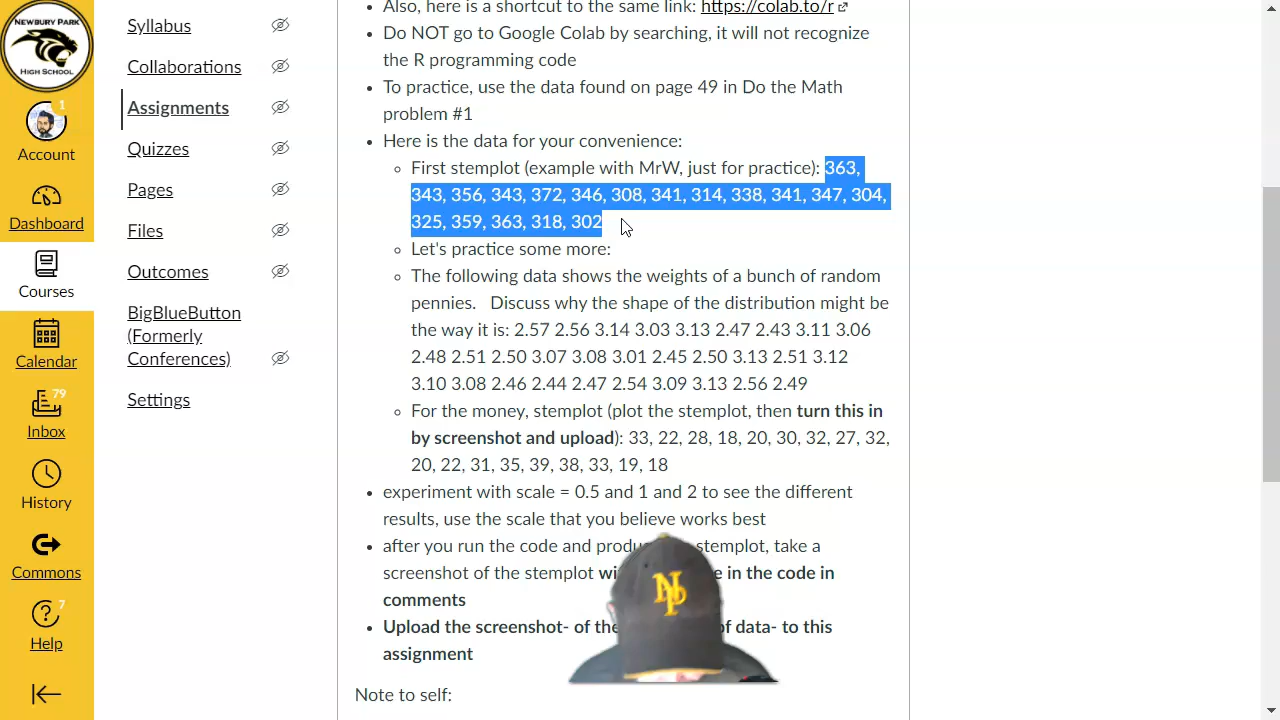 NEWBURY PARK
HIGH SCHOOL
1
Account
Dashboard
Courses
Calendar
79
Inbox
History
Commons
7
Help
Syllabus
Collaborations
Assignments
Quizzes
Pages
Files
Outcomes
BigBlueButton
(Formerly
Conferences)
Settings
Also, here is a shortcut to the same link: https://colab.to/r
Do NOT go to Google Colab by searching, it will not recognize
the R programming code
To practice, use the data found on page 49 in Do the Math
problem #1
Here is the data for your convenience:
First stemplot (example with MrW, just for practice): 363,
343, 356, 343, 372, 346, 308, 341, 314, 338, 341, 347, 304,
325, 359, 363, 318, 302
Let's practice some more:
The following data shows the weights of a bunch of random
pennies. Discuss why the shape of the distribution might be
the way it is: 2.57 2.56 3.14 3.03 3.13 2.47 2.43 3.11 3.06
2.48 2.51 2.50 3.07 3.08 3.01 2.45 2.50 3.13 2.51 3.12
3.10 3.08 2.46 2.44 2.47 2.54 3.09 3.13 2.56 2.49
For the money, stemplot (plot the stemplot, then turn this in
by screenshot and upload): 33, 22, 28, 18, 20, 30, 32, 27, 32,
20, 22, 31, 35, 39, 38, 33, 19, 18
experiment with scale = 0.5 and 1 and 2 to see the different
results, use the scale that you believe works best
after you run the code and stemplot, take a
screenshot of the stemplot in the code in
comments
Upload the screenshot- of data- to this
assignment
Note to self:
NP